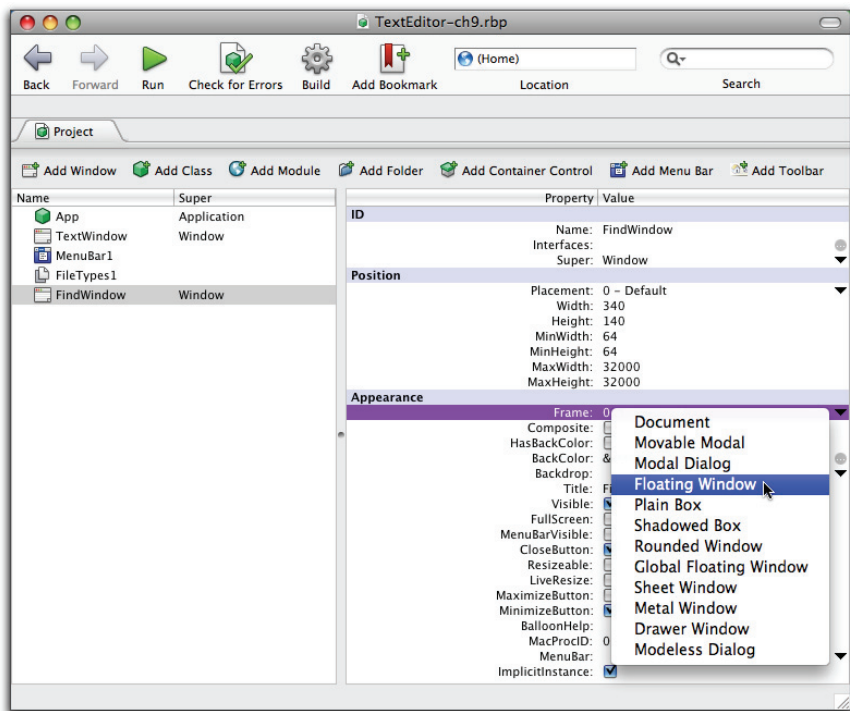 TextEditor-ch9.rbp
(Home)
Back Forward Run Check for Errors Build Add Bookmark Location Search
Project
Add Window Add Class Add Module Add Folder Add Container Control Add Menu Bar Add Toolbar
Name Super
App Application
TextWindow Window
MenuBar1
FileTypes1
FindWindow Window
Property Value
ID
Name: FindWindow
Interfaces:
Super: Window
Position
Placement: 0 - Default
Width: 340
Height: 140
MinWidth: 64
MinHeight: 64
MaxWidth: 32000
MaxHeight: 32000
Appearance
Frame: 0
Composite:
HasBackColor:
BackColor: &
Backdrop:
Title: Fi
Visible:
FullScreen:
MenuBarVisible:
CloseButton:
Resizeable:
LiveResize:
MaximizeButton:
MinimizeButton:
BalloonHelp:
MacProcID: 0
MenuBar:
ImplicitInstance:
Document
Movable Modal
Modal Dialog
Floating Window
Plain Box
Shadowed Box
Rounded Window
Global Floating Window
Sheet Window
Metal Window
Drawer Window
Modeless Dialog